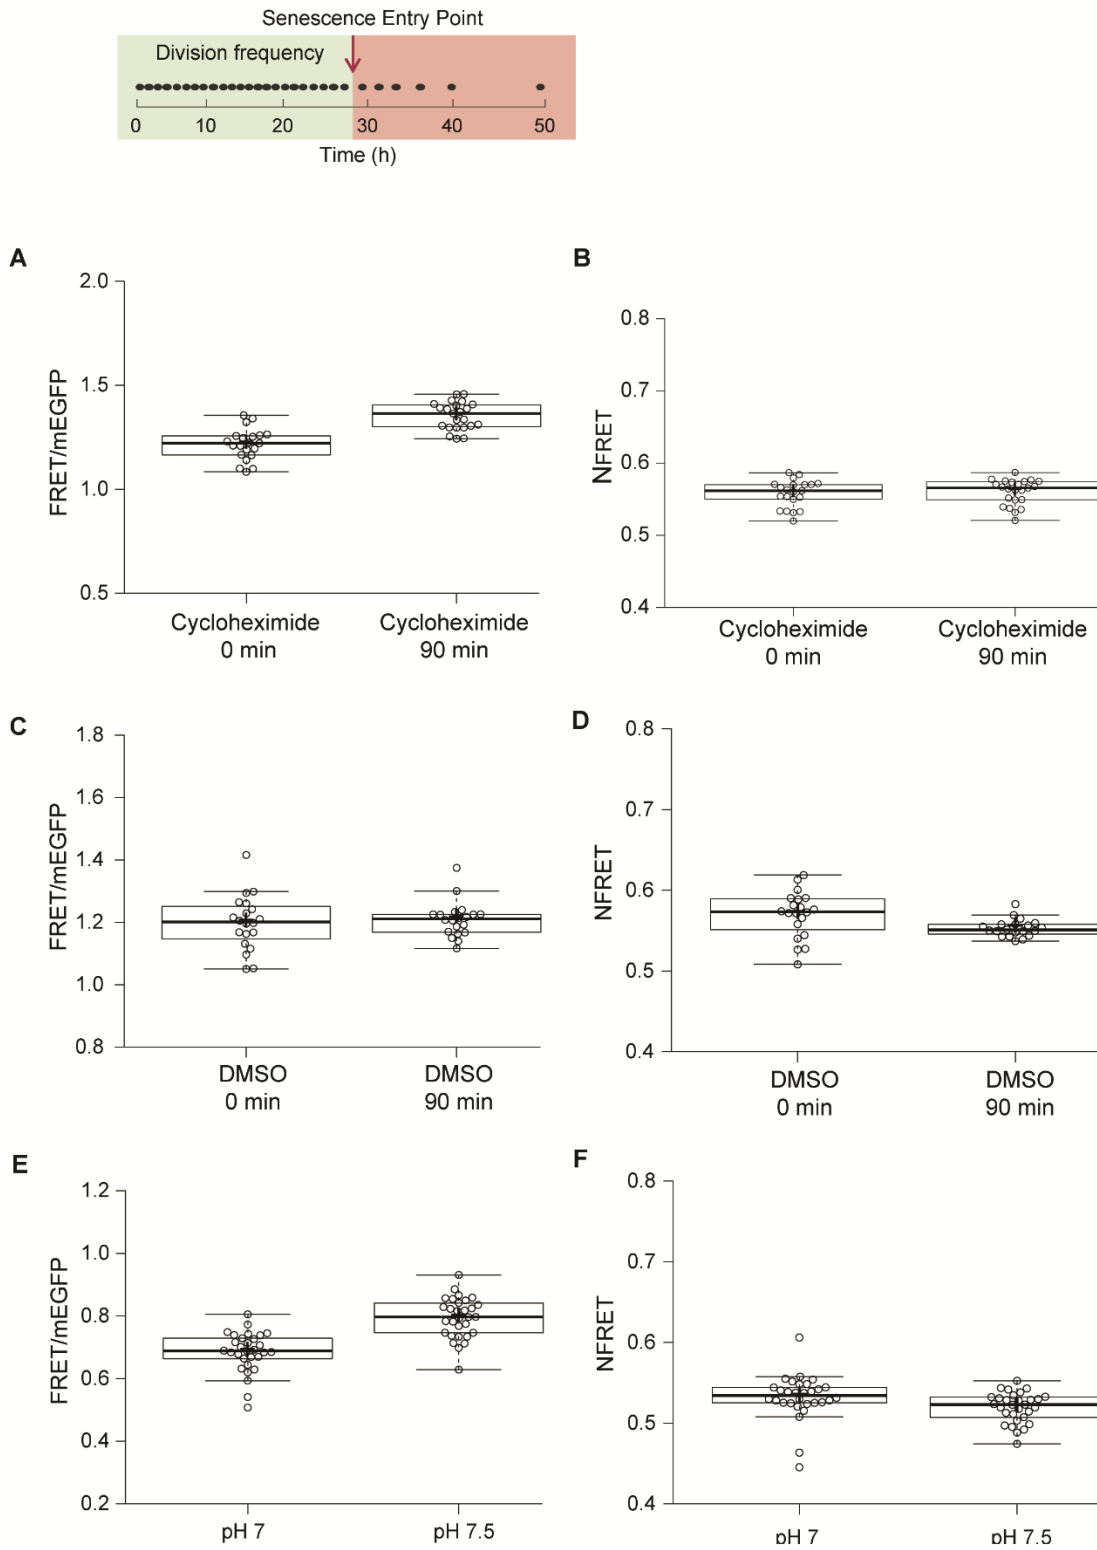 Senescence Entry Point
Division frequency
0 10 20 30 40 50
Time (h)
A
2.0
1.5
1.0
0.5
FRET/mEGFP
Cycloheximide
0 min
Cycloheximide
90 min
B
0.8
0.7
0.6
0.5
0.4
NFRET
Cycloheximide
0 min
Cycloheximide
90 min
C
1.8
1.6
1.4
1.2
1.0
0.8
FRET/mEGFP
DMSO
0 min
DMSO
90 min
D
0.8
0.7
0.6
0.5
0.4
NFRET
DMSO
0 min
DMSO
90 min
E
1.2
1.0
0.8
0.6
0.4
0.2
FRET/mEGFP
pH 7
pH 7.5
F
0.8
0.7
0.6
0.5
0.4
NFRET
pH 7
pH 7.5